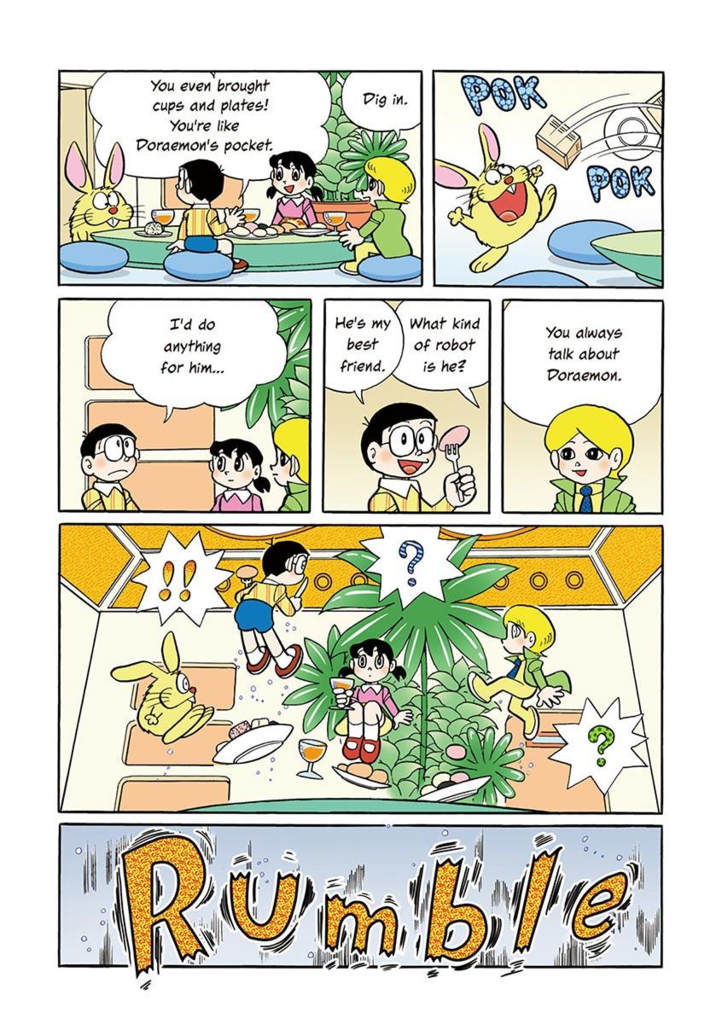 POK
POK
Dig in.
You even brought
cups and plates!
You're like
Doraemon's pocket.
You always
talk about
Doraemon.
What kind
of robot
is he?
He's my
best
friend.
I'd do
anything
for him...
?
!!
?
Rumble